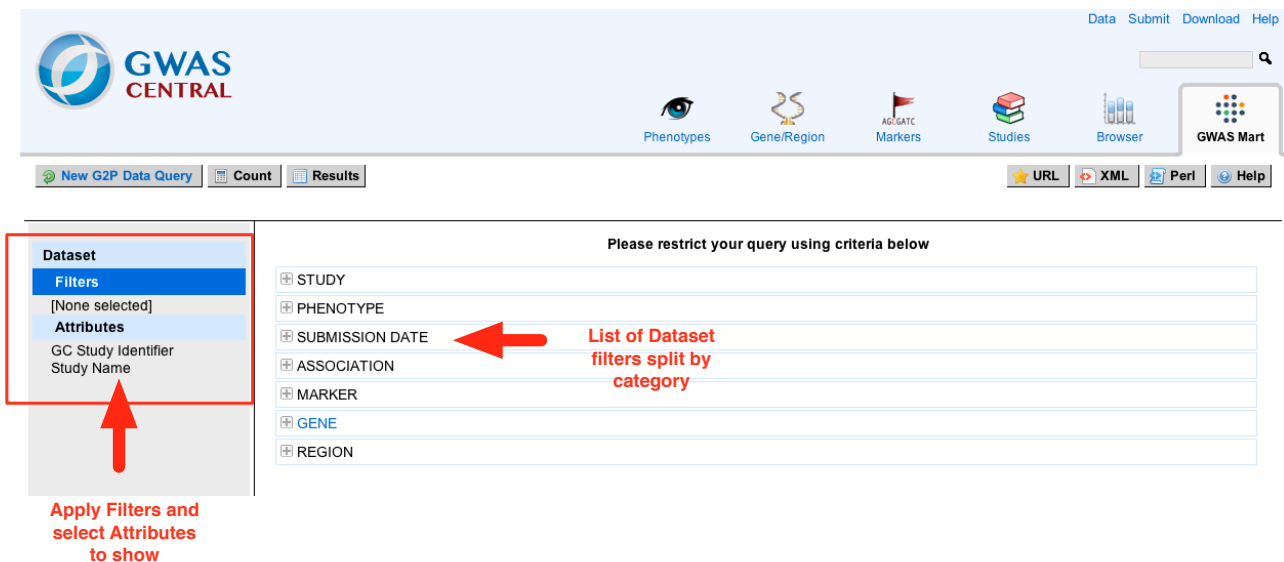 Data Submit Download Help
GWAS
CENTRAL
AGCGATC
Phenotypes Gene/Region Markers Studies Browser GWAS Mart
New G2P Data Query Count Results URL XML Perl Help
Please restrict your query using criteria below
Dataset
Filters
[None selected]
Attributes
GC Study Identifier
Study Name
STUDY
PHENOTYPE
SUBMISSION DATE
ASSOCIATION
MARKER
GENE
REGION
List of Dataset
filters split by
category
Apply Filters and
select Attributes
to show